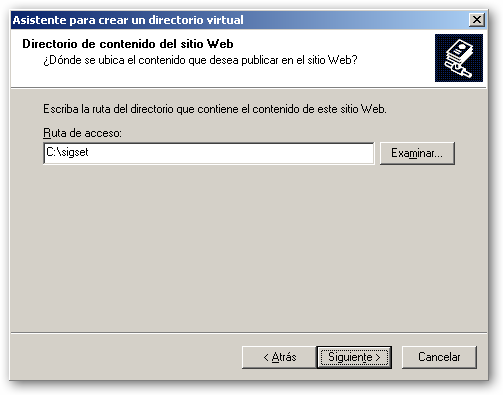 Asistente para crear un directorio virtual
Directorio de contenido del sitio Web
¿Dónde se ubica el contenido que desea publicar en el sitio Web?
Escriba la ruta del directorio que contiene el contenido de este sitio Web.
Ruta de acceso:
C:\sigset
Examinar...
< Atrás
Siguiente >
Cancelar